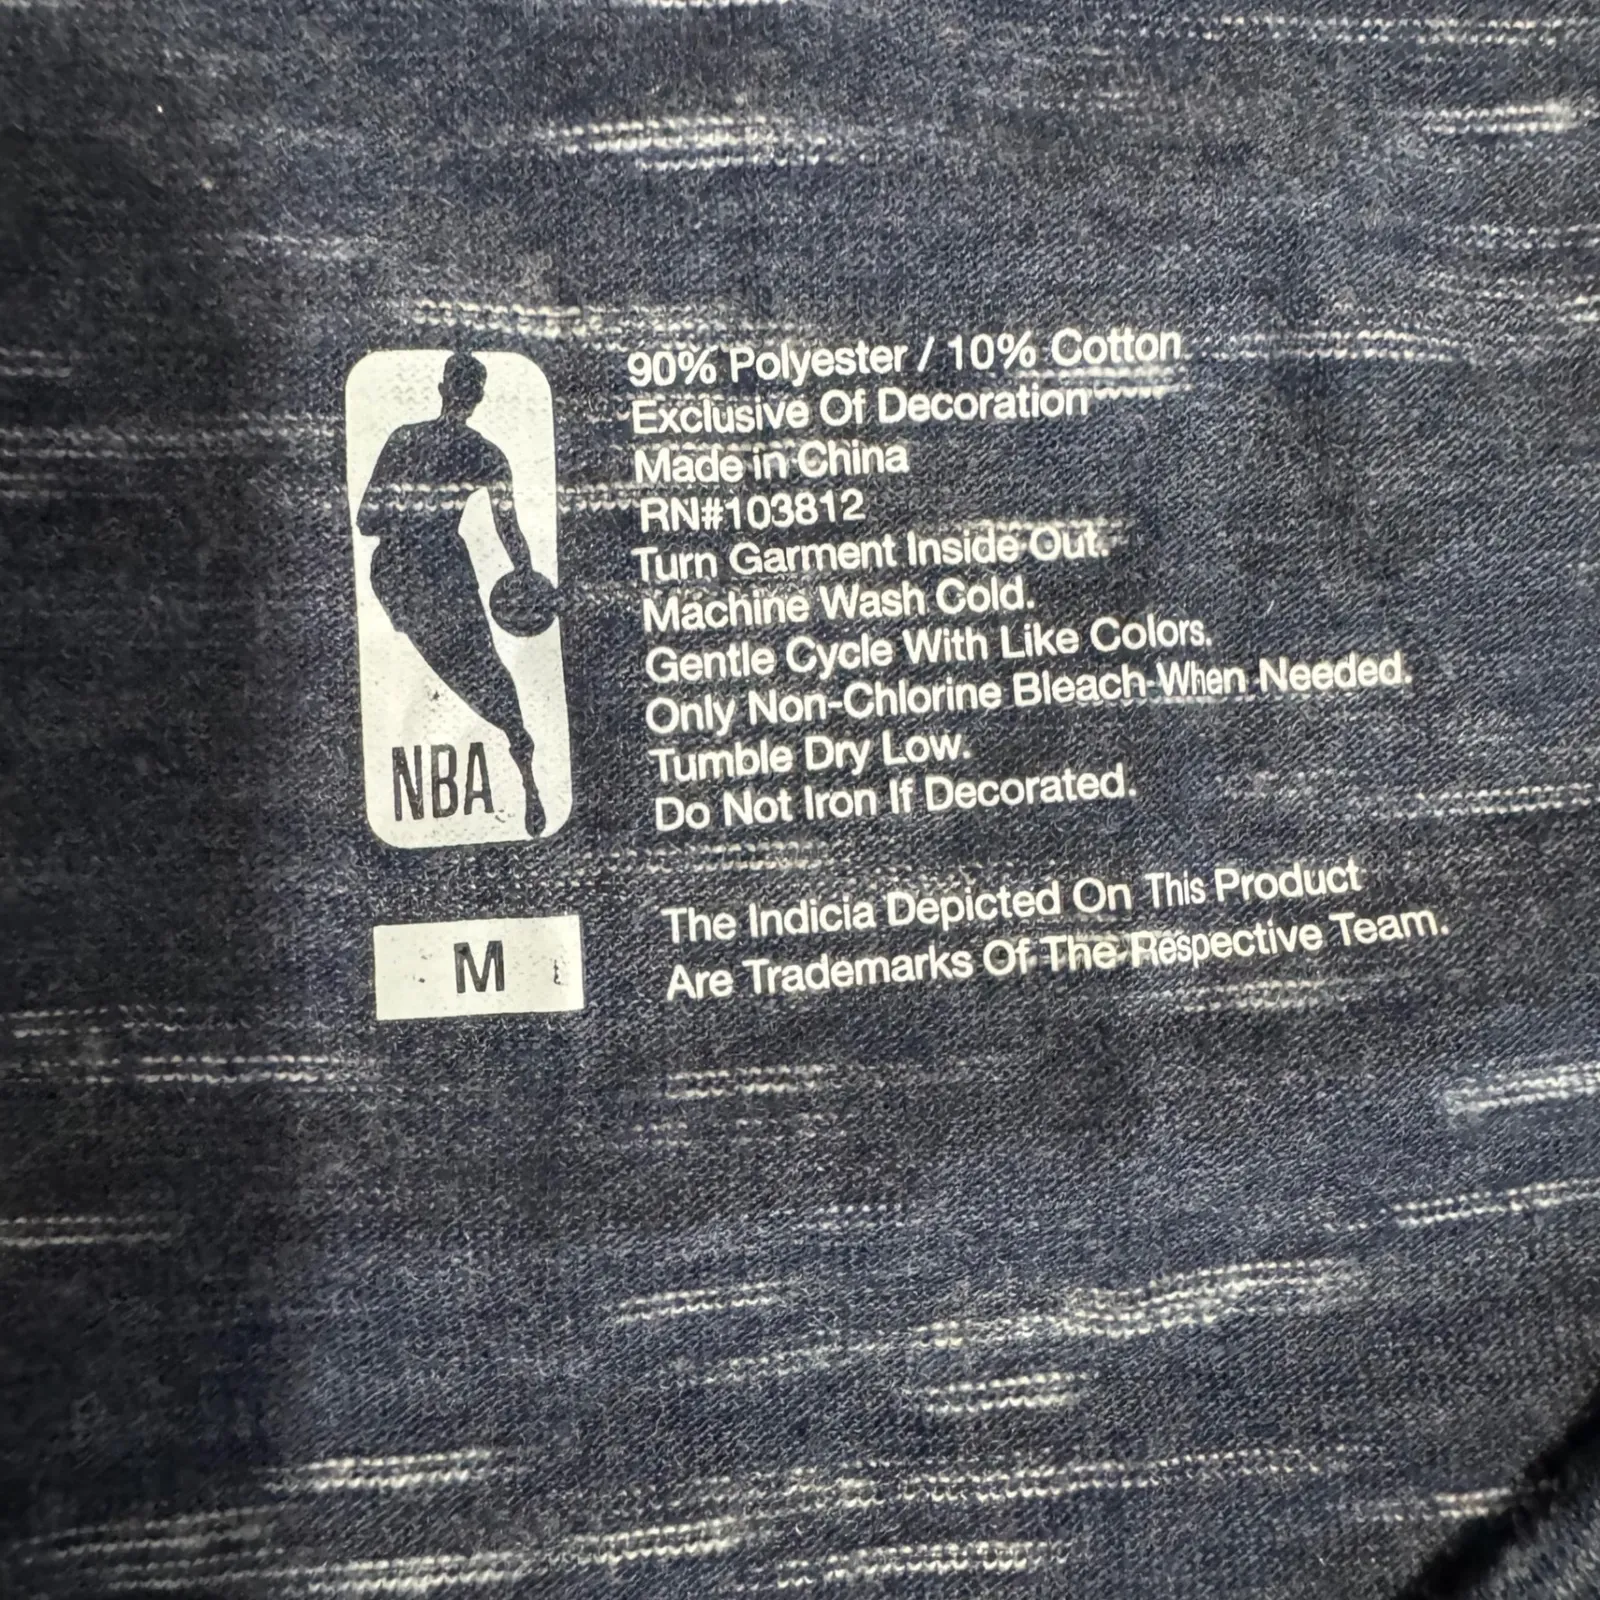 90% Polyester / 10% Cotton
Exclusive Of Decoration
Made in China
RN#103812
Turn Garment Inside Out.
Machine Wash Cold.
Gentle Cycle With Like Colors.
Only Non-Chlorine Bleach When Needed.
Tumble Dry Low.
Do Not Iron If Decorated.
NBA
The Indicia Depicted On This Product
Are Trademarks Of The Respective Team.
M